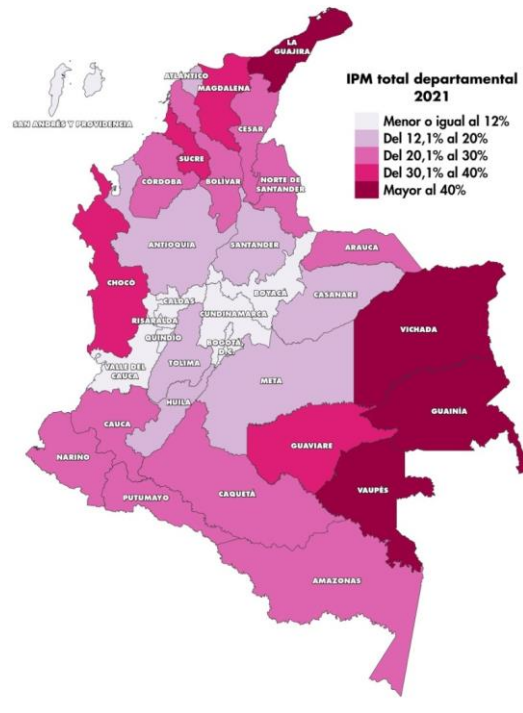 LA
GUAJIRA
ATLÁNTICO
MAGDALENA
IPM total departamental
2021
Menor o igual al 12%
Del 12,1% al 20%
Del 20,1% al 30%
Del 30,1% al 40%
Mayor al 40%
SAN ANDRÉS Y PROVIDENCIA
CESAR
SUCRE
CÓRDOBA
BOLÍVAR
NORTE DE
SANTANDER
ANTIOQUIA
SANTANDER
ARAUCA
CHOCÓ
BOYACÁ
CASANARE
CALDAS
CUNDINAMARCA
RISARALDA
VICHADA
QUINDÍO
BOGOTÁ
D.C.
VALLE DEL
CAUCA
TOLIMA
META
HUILA
GUAINÍA
CAUCA
GUAVIARE
NARINO
VAUPÉS
PUTUMAYO
CAQUETÁ
AMAZONAS